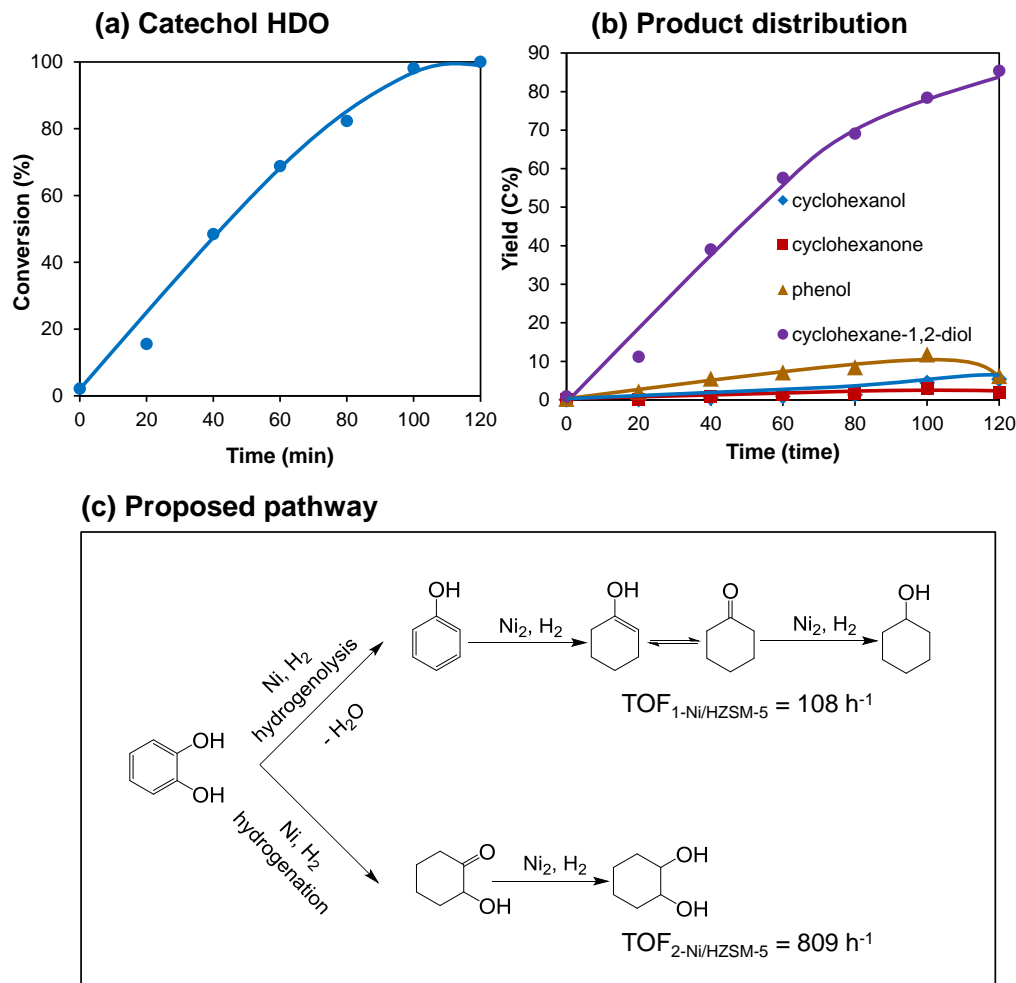 (a) Catechol HDO
100
80
60
40
20
0
0 20 40 60 80 100 120
Conversion (%)
Time (min)
(b) Product distribution
90
80
70
60
50
40
30
20
10
0
0 20 40 60 80 100 120
Yield (C%)
Time (time)
cyclohexanol
cyclohexanone
phenol
cyclohexane-1,2-diol
(c) Proposed pathway
OH
OH
Ni, H2
hydrogenolysis
- H2O
OH
Ni2, H2
OH
O
Ni2, H2
OH
TOF1-Ni/HZSM-5 = 108 h-1
Ni, H2
hydrogenation
O
OH
Ni2, H2
OH
OH
TOF2-Ni/HZSM-5 = 809 h-1